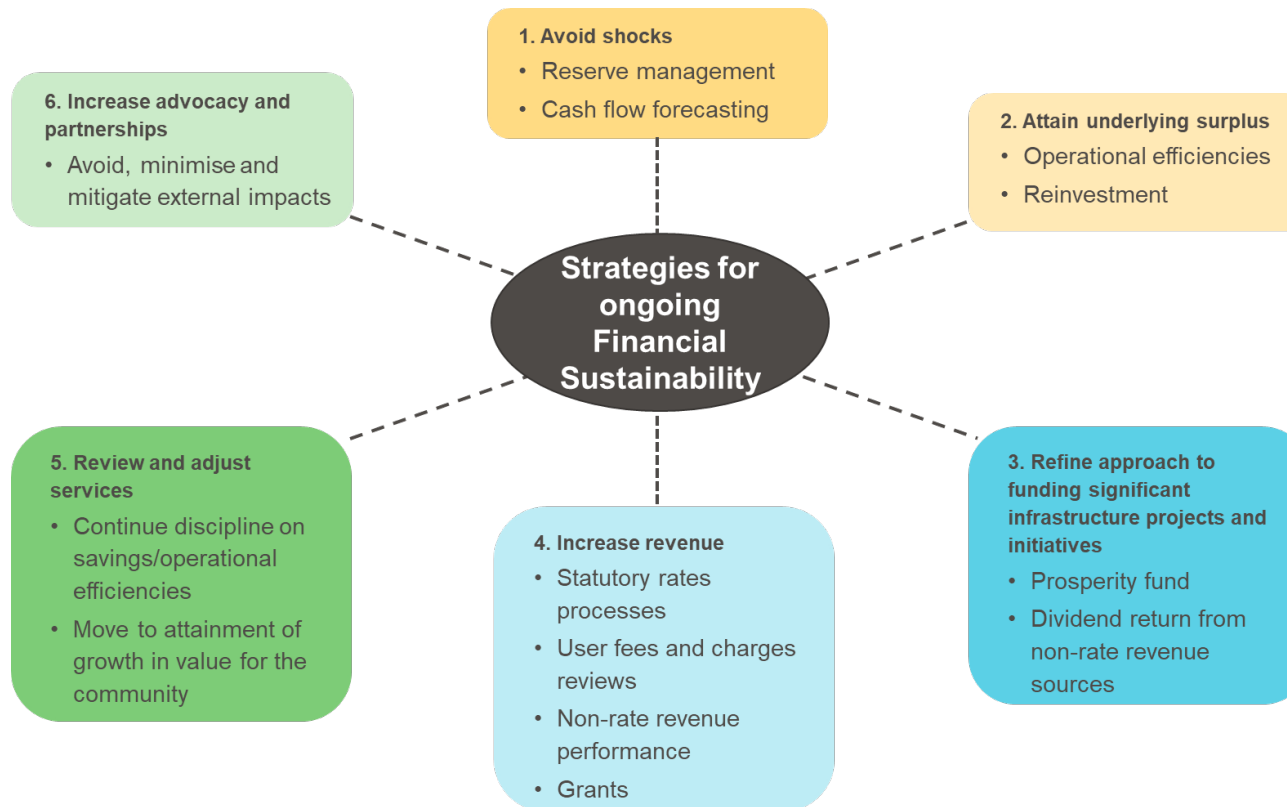 1. Avoid shocks
• Reserve management
• Cash flow forecasting
2. Attain underlying surplus
• Operational efficiencies
• Reinvestment
3. Refine approach to
funding significant
infrastructure projects and
initiatives
• Prosperity fund
• Dividend return from
non-rate revenue
sources
4. Increase revenue
• Statutory rates
processes
• User fees and charges
reviews
• Non-rate revenue
performance
• Grants
5. Review and adjust
services
• Continue discipline on
savings/operational
efficiencies
• Move to attainment of
growth in value for the
community
6. Increase advocacy and
partnerships
• Avoid, minimise and
mitigate external impacts
Strategies for
ongoing
Financial
Sustainability